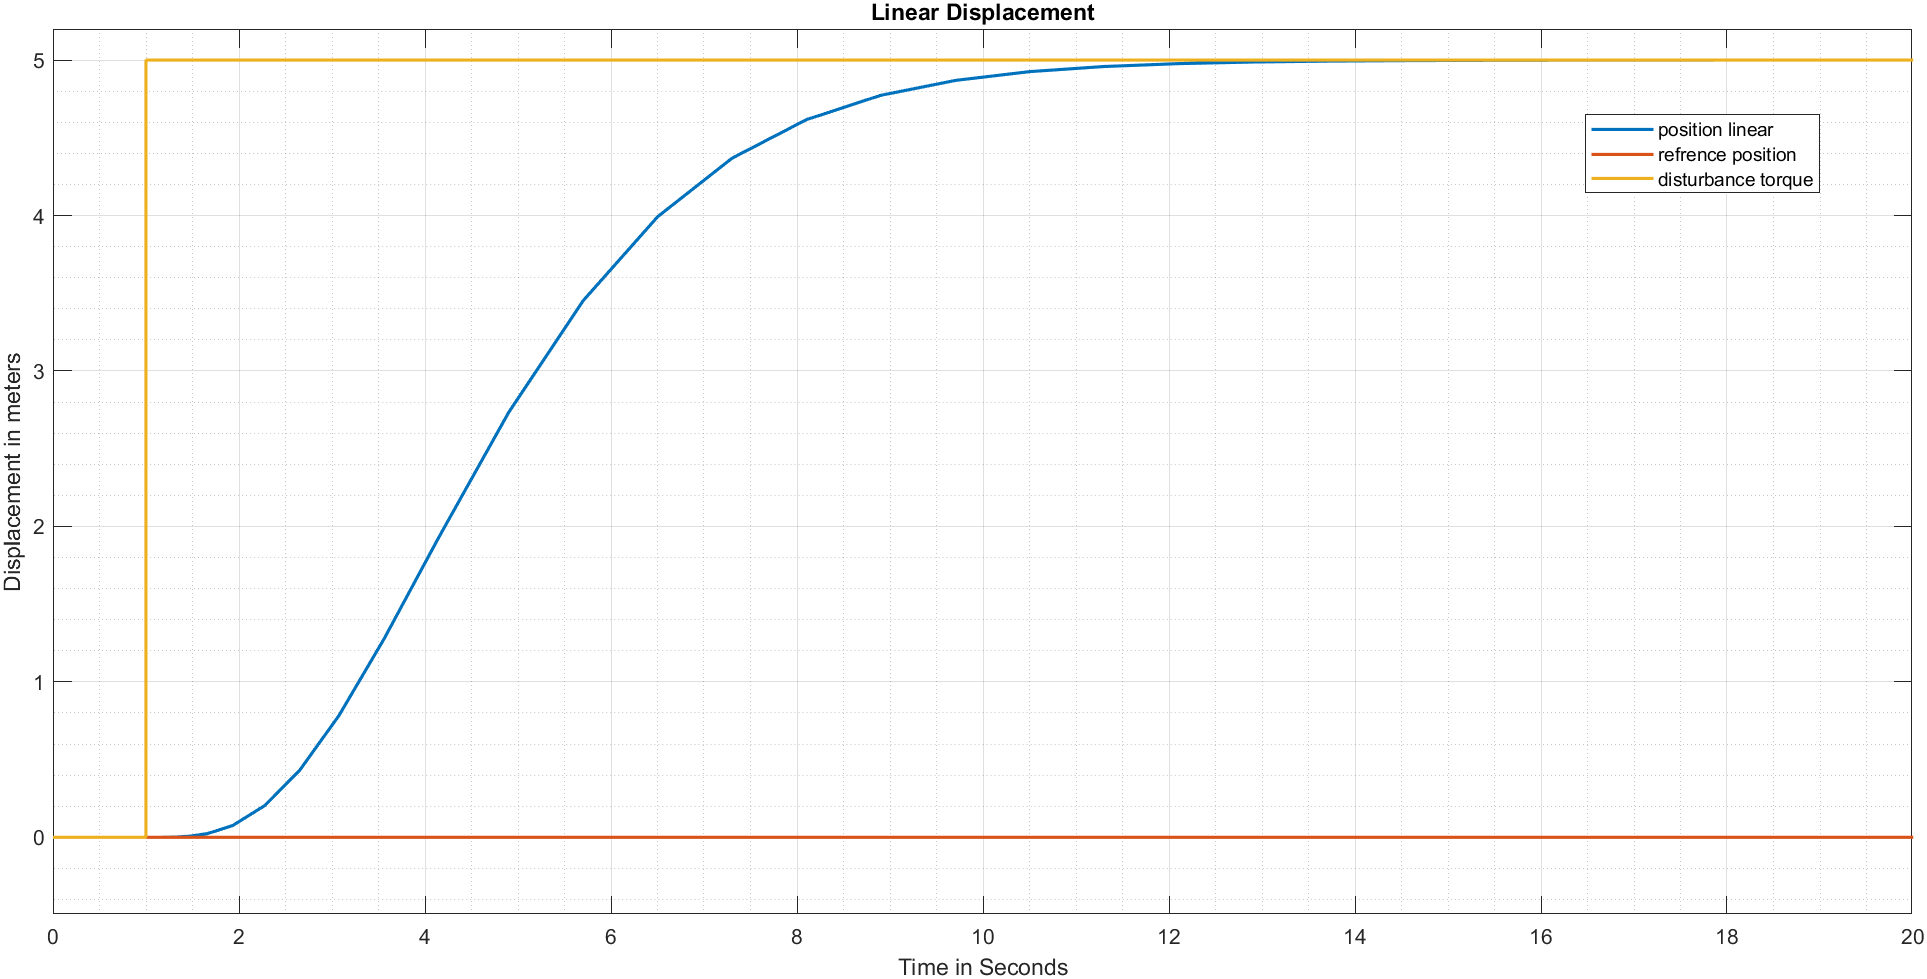 Linear Displacement
5
4
3
2
1
0
Displacement in meters
position linear
refrence position
disturbance torque
0 2 4 6 8 10 12 14 16 18 20
Time in Seconds